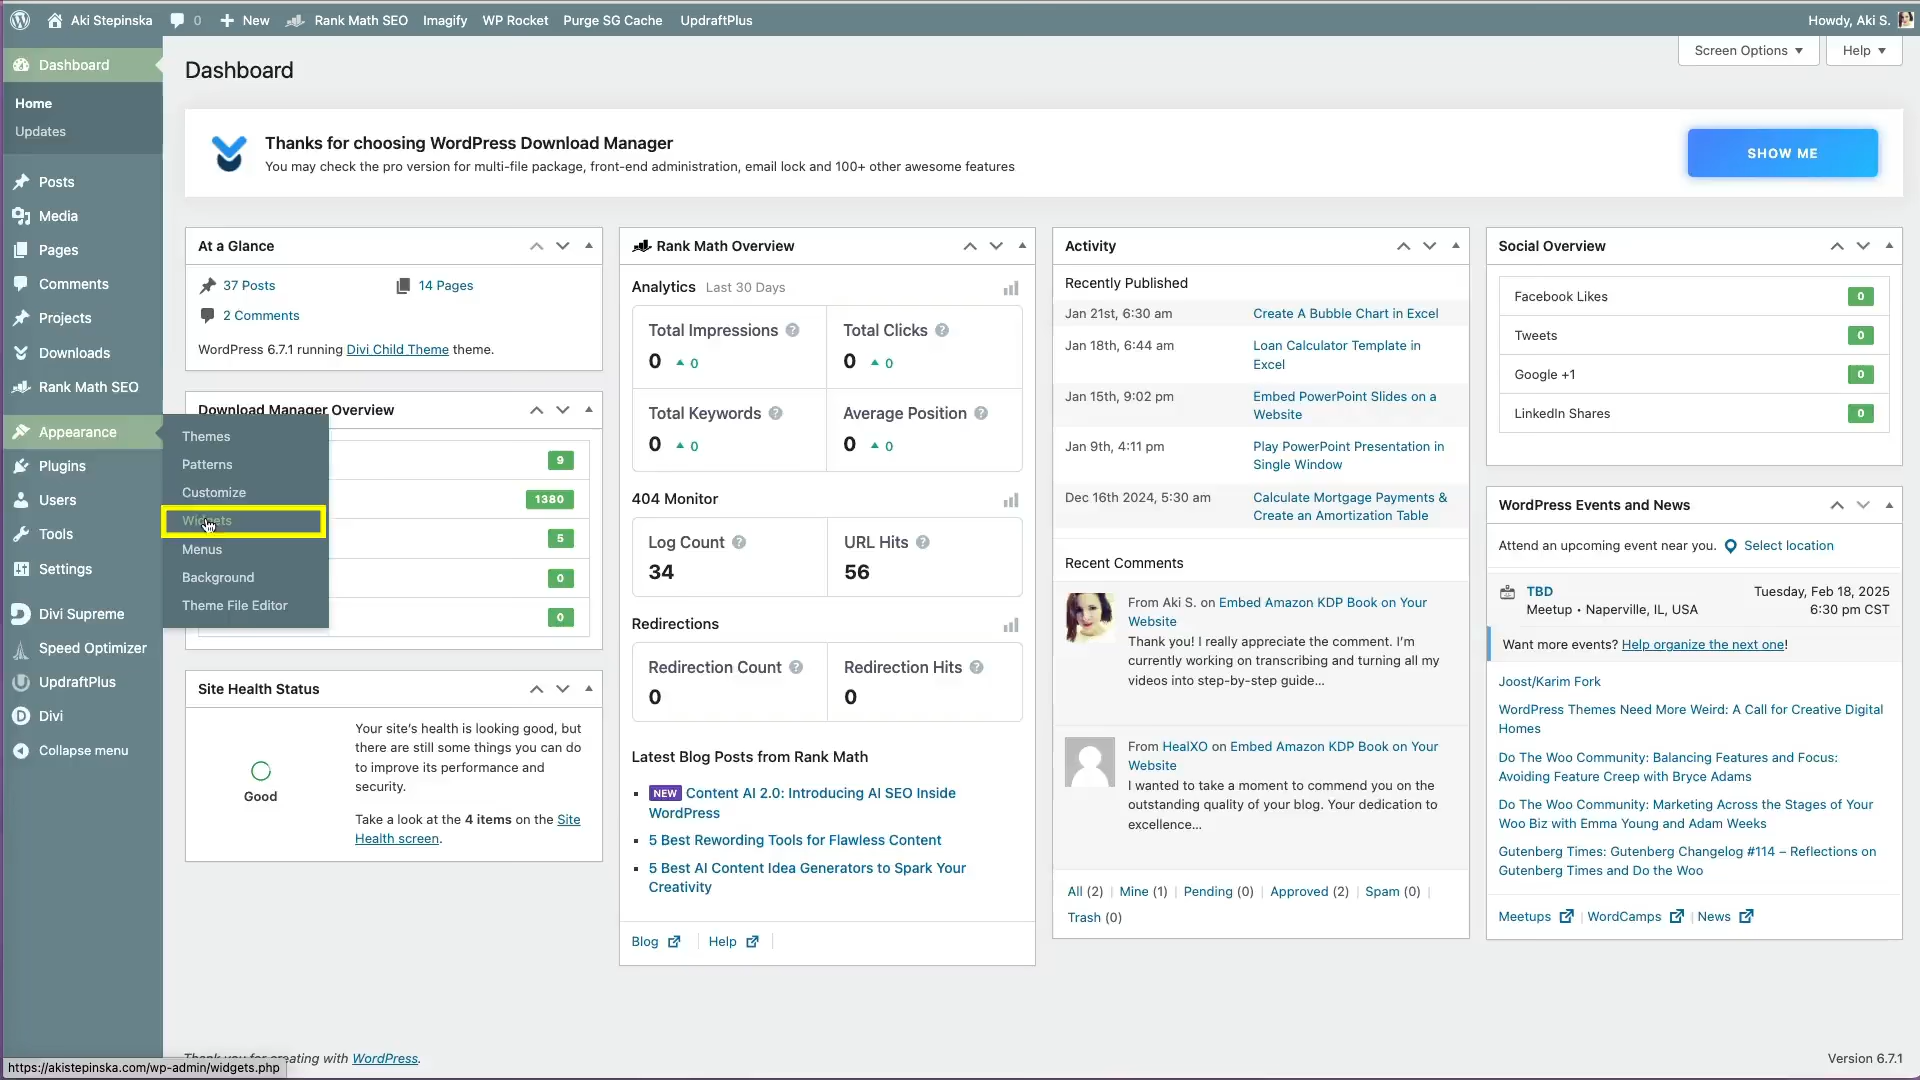 Aki Stepinska
0
New
Rank Math SEO
Imagify
WP Rocket
Purge SG Cache
UpdraftPlus
Howdy, Aki S.
Dashboard
Home
Updates
Posts
Media
Pages
Comments
Projects
Downloads
Rank Math SEO
Appearance
Plugins
Users
Tools
Settings
Divi Supreme
Speed Optimizer
UpdraftPlus
Divi
Collapse menu
Themes
Patterns
Customize
Widgets
Menus
Background
Theme File Editor
Screen Options
Help
Dashboard
Thanks for choosing WordPress Download Manager
You may check the pro version for multi-file package, front-end administration, email lock and 100+ other awesome features
SHOW ME
At a Glance
37 Posts
14 Pages
2 Comments
WordPress 6.7.1 running Divi Child Theme theme.
Download Manager Overview
9
1380
5
0
0
Site Health Status
Good
Your site's health is looking good, but
there are still some things you can do
to improve its performance and
security.
Take a look at the 4 items on the Site
Health screen.
Rank Math Overview
Analytics Last 30 Days
Total Impressions
0 0
Total Clicks
0 0
Total Keywords
0 0
Average Position
0 0
404 Monitor
Log Count
34
URL Hits
56
Redirections
Redirection Count
0
Redirection Hits
0
Latest Blog Posts from Rank Math
NEW Content AI 2.0: Introducing AI SEO Inside
WordPress
5 Best Rewording Tools for Flawless Content
5 Best AI Content Idea Generators to Spark Your
Creativity
Blog
Help
Activity
Recently Published
Jan 21st, 6:30 am Create A Bubble Chart in Excel
Jan 18th, 6:44 am Loan Calculator Template in
Excel
Jan 15th, 9:02 pm Embed PowerPoint Slides on a
Website
Jan 9th, 4:11 pm Play PowerPoint Presentation in
Single Window
Dec 16th 2024, 5:30 am Calculate Mortgage Payments &
Create an Amortization Table
Recent Comments
From Aki S. on Embed Amazon KDP Book on Your
Website
Thank you! I really appreciate the comment. I'm
currently working on transcribing and turning all my
videos into step-by-step guide...
From HealXO on Embed Amazon KDP Book on Your
Website
I wanted to take a moment to commend you on the
outstanding quality of your blog. Your dedication to
excellence...
All (2) | Mine (1) | Pending (0) | Approved (2) | Spam (0) |
Trash (0)
Social Overview
Facebook Likes 0
Tweets 0
Google +1 0
LinkedIn Shares 0
WordPress Events and News
Attend an upcoming event near you. Select location
TBD
Meetup • Naperville, IL, USA
Tuesday, Feb 18, 2025
6:30 pm CST
Want more events? Help organize the next one!
Joost/Karim Fork
WordPress Themes Need More Weird: A Call for Creative Digital
Homes
Do The Woo Community: Balancing Features and Focus:
Avoiding Feature Creep with Bryce Adams
Do The Woo Community: Marketing Across the Stages of Your
Woo Biz with Emma Young and Adam Weeks
Gutenberg Times: Gutenberg Changelog #114 – Reflections on
Gutenberg Times and Do the Woo
Meetups | WordCamps | News
Thank you for creating with WordPress.
Version 6.7.1
https://akistepinska.com/wp-admin/widgets.php